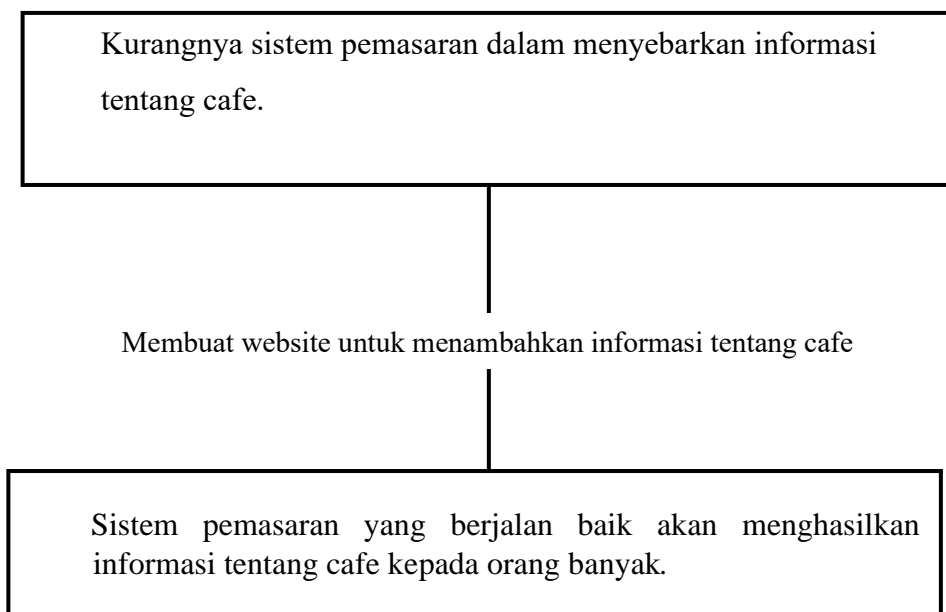 Kurangnya sistem pemasaran dalam menyebarkan informasi
tentang cafe.
Membuat website untuk menambahkan informasi tentang cafe
Sistem pemasaran yang berjalan baik akan menghasilkan
informasi tentang cafe kepada orang banyak.